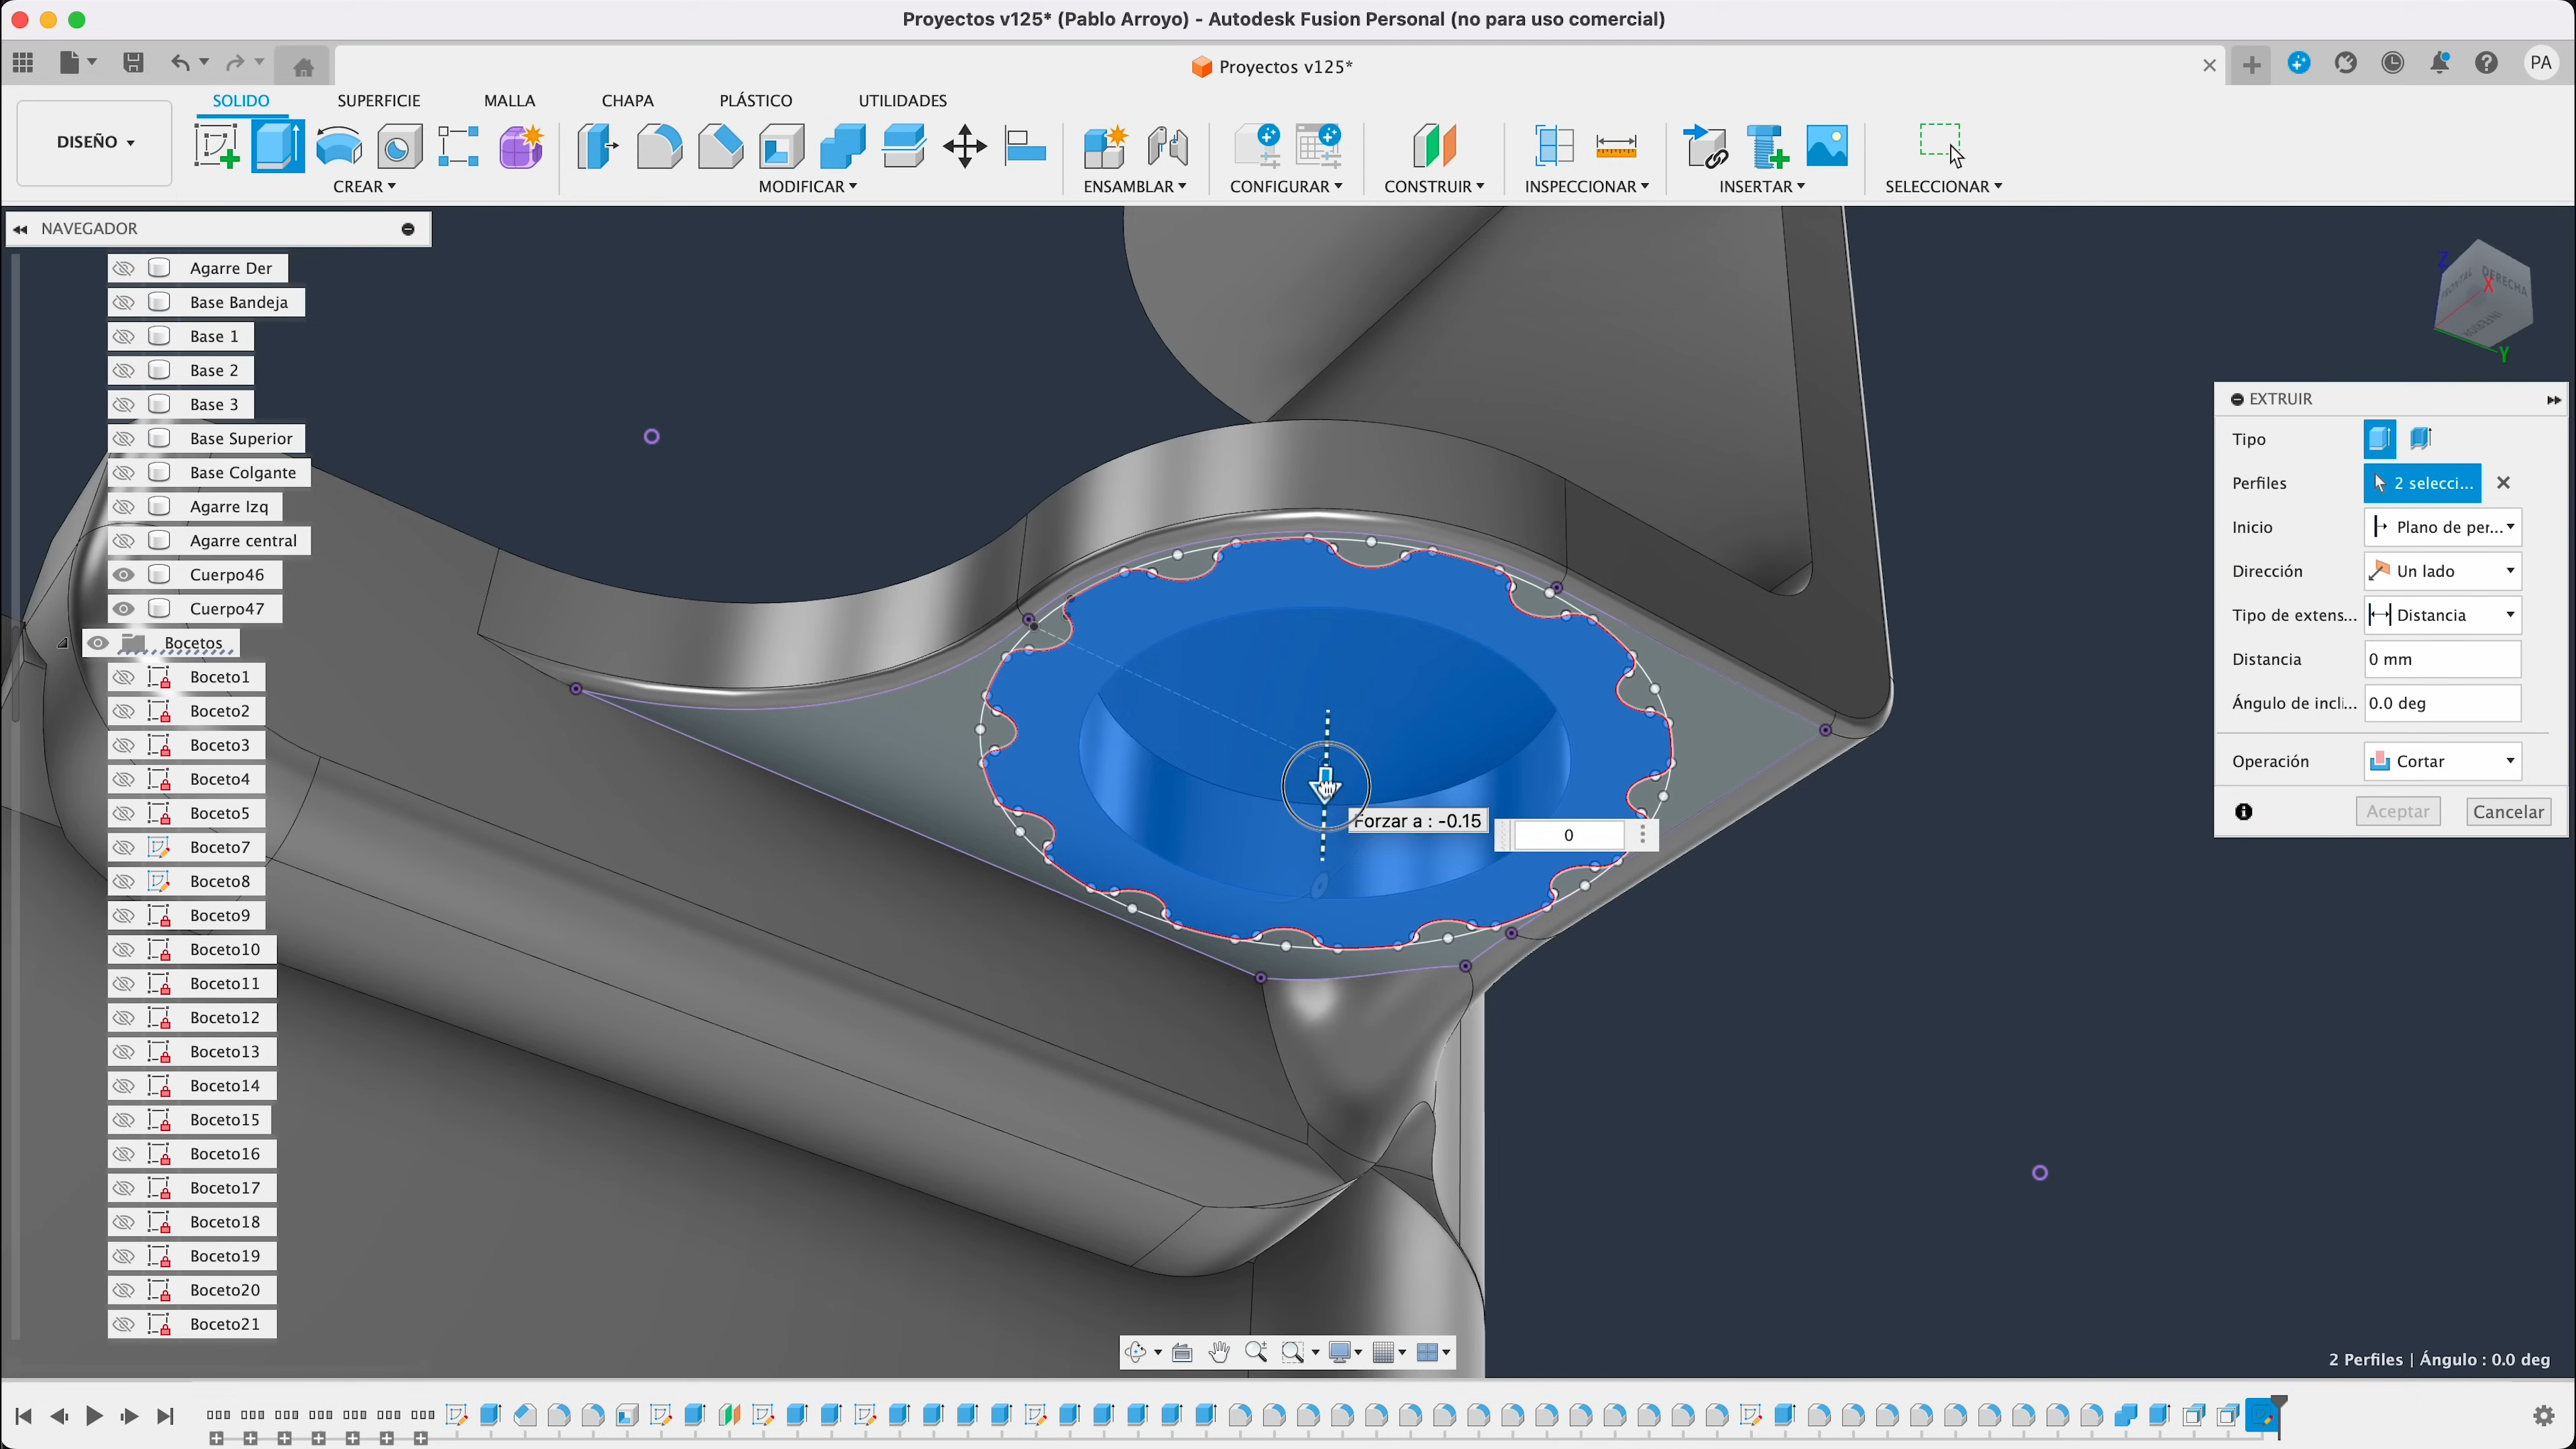 Proyectos v125* (Pablo Arroyo) - Autodesk Fusion Personal (no para uso comercial)
Proyectos v125*
PA
DISEÑO
SOLIDO SUPERFICIE MALLA CHAPA PLÁSTICO UTILIDADES
CREAR MODIFICAR ENSAMBLAR CONFIGURAR CONSTRUIR INSPECCIONAR INSERTAR SELECCIONAR
NAVEGADOR
Agarre Der
Base Bandeja
Base 1
Base 2
Base 3
Base Superior
Base Colgante
Agarre Izq
Agarre central
Cuerpo46
Cuerpo47
Bocetos
Boceto1
Boceto2
Boceto3
Boceto4
Boceto5
Boceto7
Boceto8
Boceto9
Boceto10
Boceto11
Boceto12
Boceto13
Boceto14
Boceto15
Boceto16
Boceto17
Boceto18
Boceto19
Boceto20
Boceto21
Forzar a : -0.15
0
Z
FRONTAL
DERECHA
X
INFERIOR
Y
EXTRUIR
Tipo
Perfiles 2 selecci...
Inicio Plano de per...
Dirección Un lado
Tipo de extens... Distancia
Distancia 0 mm
Ángulo de incli... 0.0 deg
Operación Cortar
Aceptar Cancelar
2 Perfiles | Ángulo : 0.0 deg